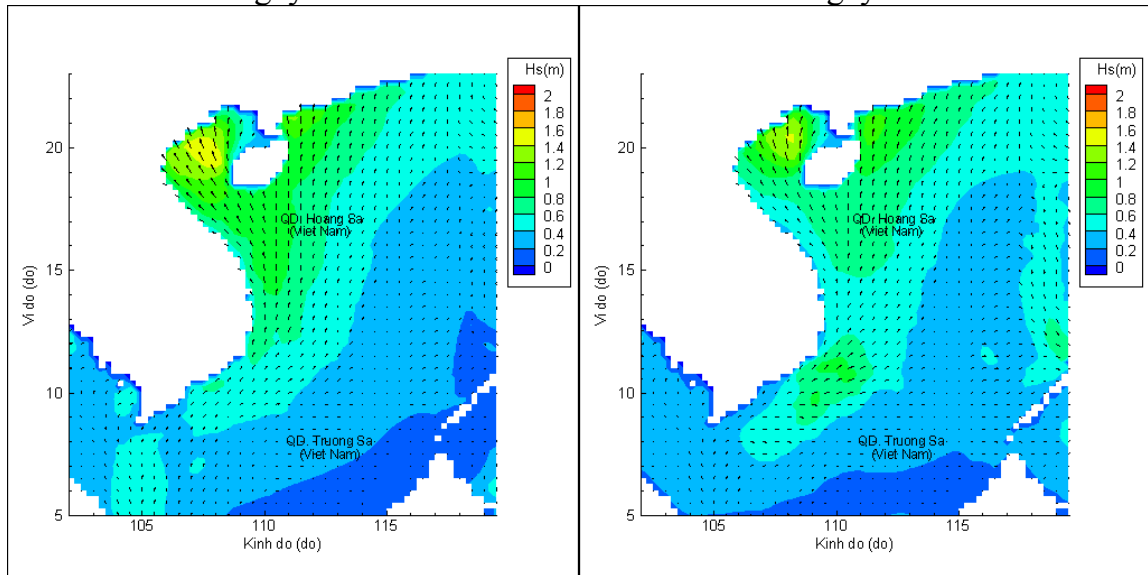 Hs(m)
2
1.8
1.6
1.4
1.2
1
0.8
0.6
0.4
0.2
0
20
15
10
5
Vi do (do)
QD. Hoang Sa
(Viet Nam)
QD. Truong Sa
(Viet Nam)
105
110
115
Kinh do (do)
Hs(m)
2
1.8
1.6
1.4
1.2
1
0.8
0.6
0.4
0.2
0
20
15
10
5
Vi do (do)
QD. Hoang Sa
(Viet Nam)
QD. Truong Sa
(Viet Nam)
105
110
115
Kinh do (do)